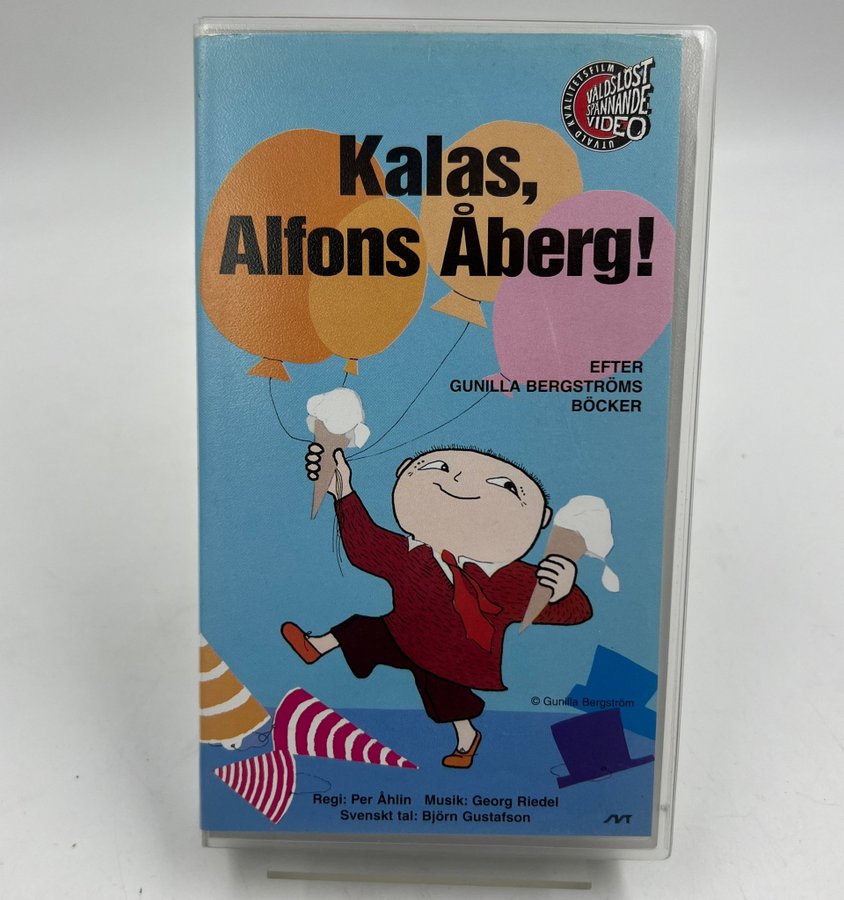 UTVALD KVALITETSFILM
VÅLDSLÖST
SPÄNNANDE
VIDEO
Kalas,
Alfons Åberg!
EFTER
GUNILLA BERGSTRÖMS
BÖCKER
© Gunilla Bergström
Regi: Per Åhlin Musik: Georg Riedel
Svenskt tal: Björn Gustafson
SVT